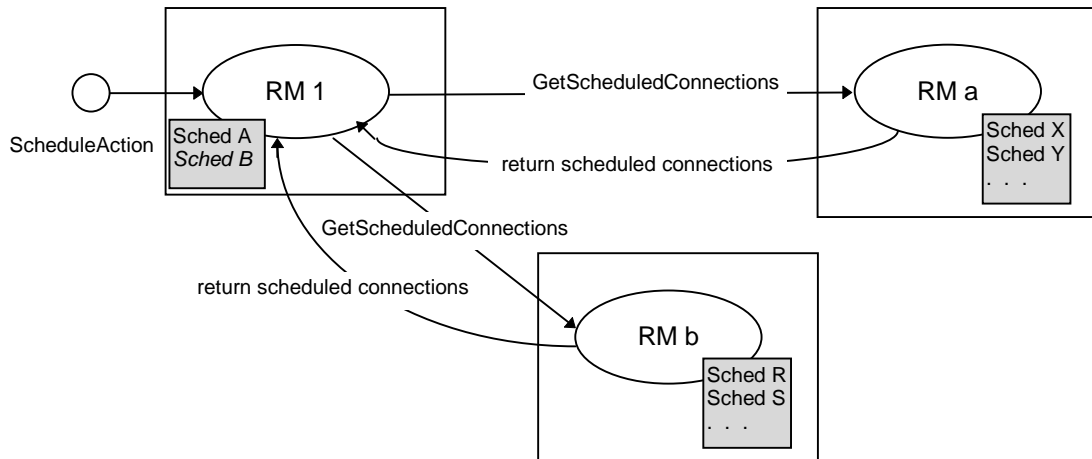 RM 1
GetScheduledConnections
RM a
ScheduleAction
Sched A
Sched B
return scheduled connections
Sched X
Sched Y
. . .
GetScheduledConnections
return scheduled connections
RM b
Sched R
Sched S
. . .